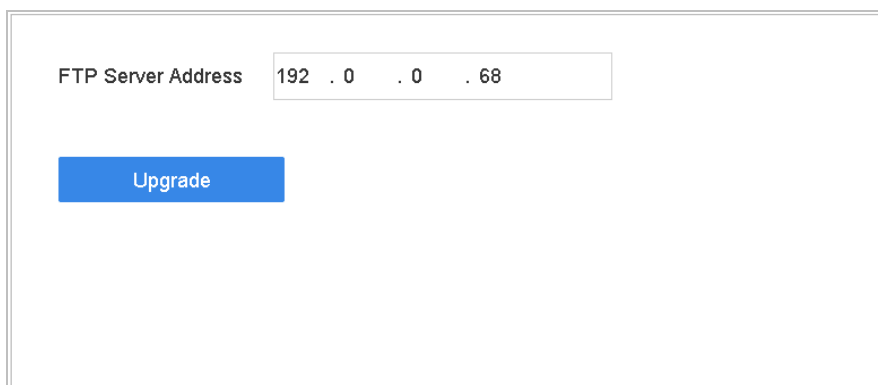 FTP Server Address 192 . 0 . 0 . 68
Upgrade